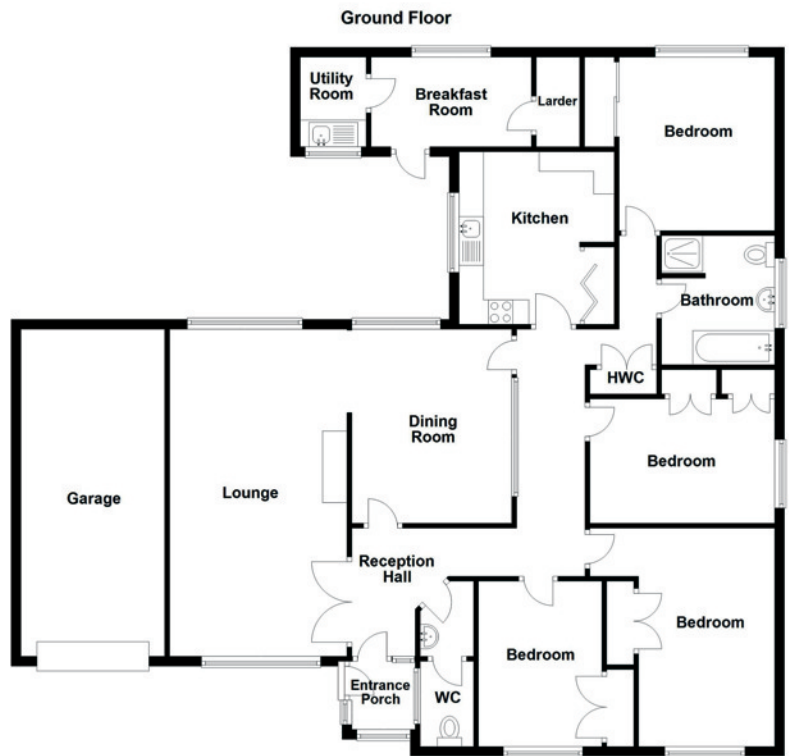 Ground Floor
Utility
Room
Breakfast
Room
Larder
Bedroom
Kitchen
Bathroom
HWC
Dining
Room
Bedroom
Garage
Lounge
Reception
Hall
Bedroom
Bedroom
Entrance
Porch
WC